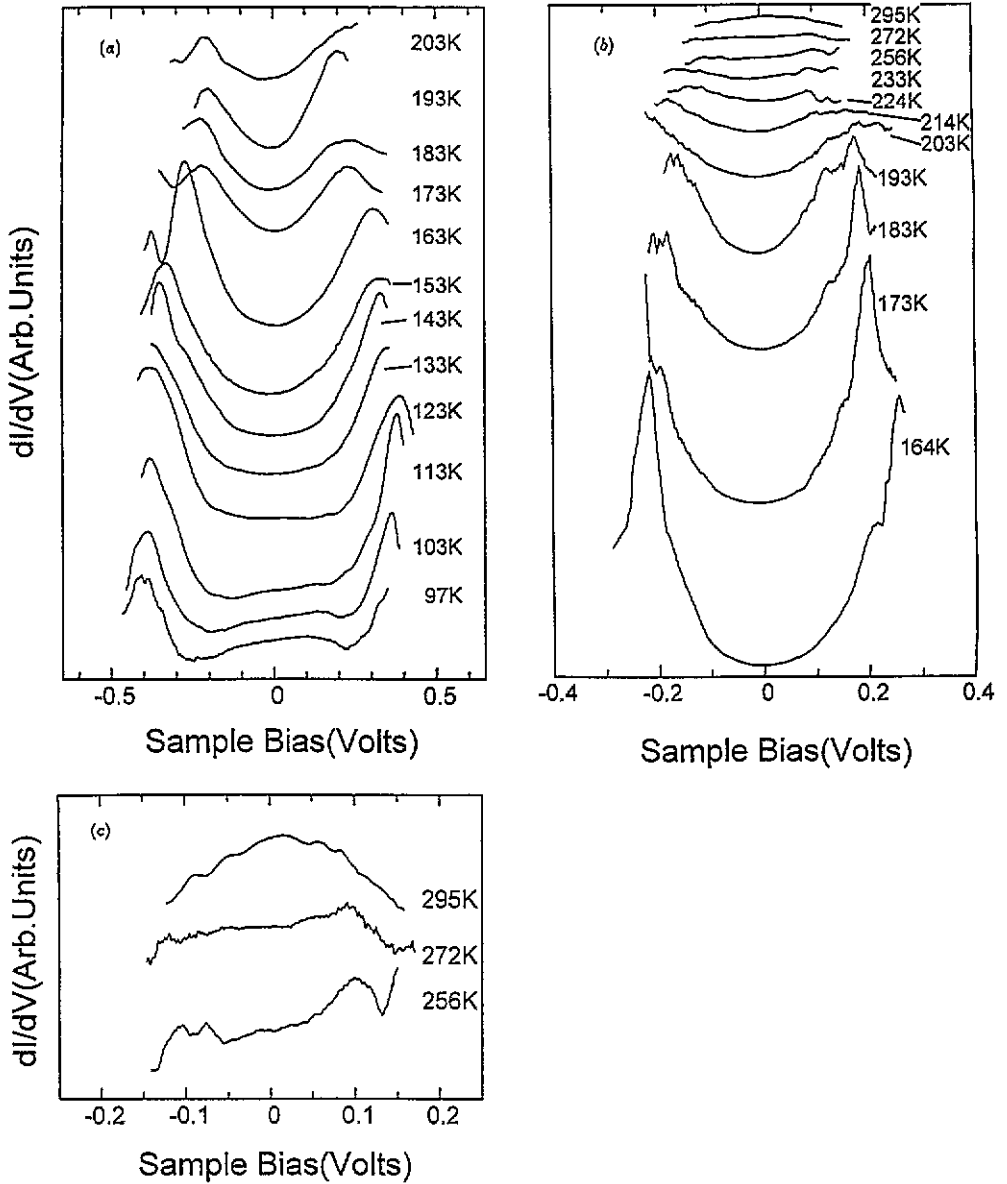 (a)
203K
193K
183K
173K
163K
153K
143K
133K
123K
113K
103K
97K
dI/dV(Arb.Units)
-0.5 0 0.5
Sample Bias(Volts)
(b)
295K
272K
256K
233K
224K
214K
203K
193K
183K
173K
164K
-0.4 -0.2 0 0.2 0.4
Sample Bias(Volts)
(c)
295K
272K
256K
dI/dV(Arb.Units)
-0.2 -0.1 0 0.1 0.2
Sample Bias(Volts)